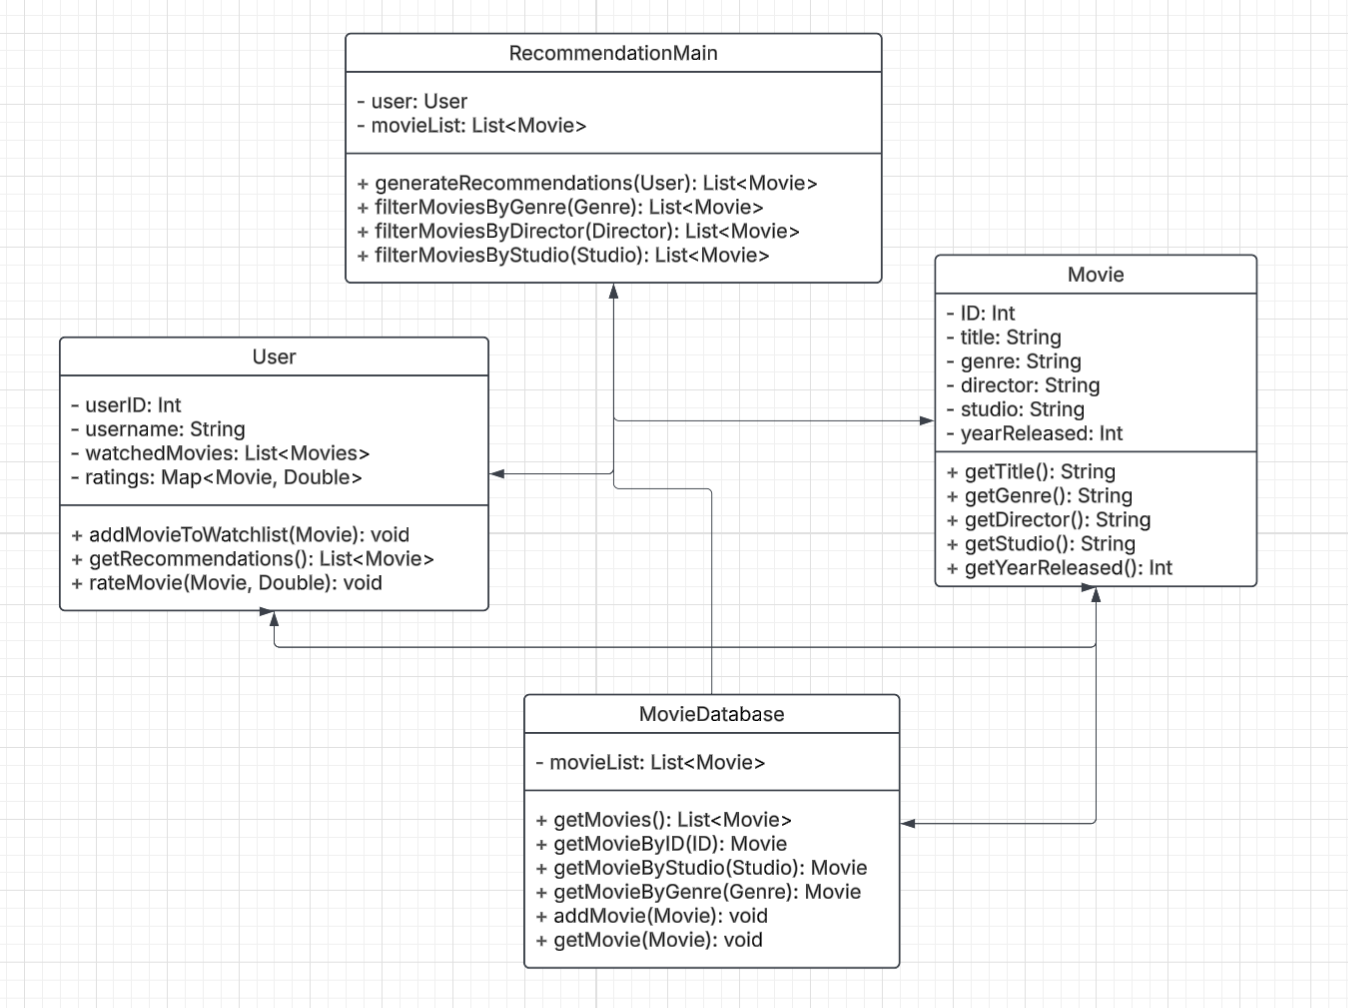 RecommendationMain
- user: User
- movieList: List<Movie>
+ generateRecommendations(User): List<Movie>
+ filterMoviesByGenre(Genre): List<Movie>
+ filterMoviesByDirector(Director): List<Movie>
+ filterMoviesByStudio(Studio): List<Movie>
Movie
- ID: Int
- title: String
- genre: String
- director: String
- studio: String
- yearReleased: Int
+ getTitle(): String
+ getGenre(): String
+ getDirector(): String
+ getStudio(): String
+ getYearReleased(): Int
User
- userID: Int
- username: String
- watchedMovies: List<Movies>
- ratings: Map<Movie, Double>
+ addMovieToWatchlist(Movie): void
+ getRecommendations(): List<Movie>
+ rateMovie(Movie, Double): void
MovieDatabase
- movieList: List<Movie>
+ getMovies(): List<Movie>
+ getMovieByID(ID): Movie
+ getMovieByStudio(Studio): Movie
+ getMovieByGenre(Genre): Movie
+ addMovie(Movie): void
+ getMovie(Movie): void